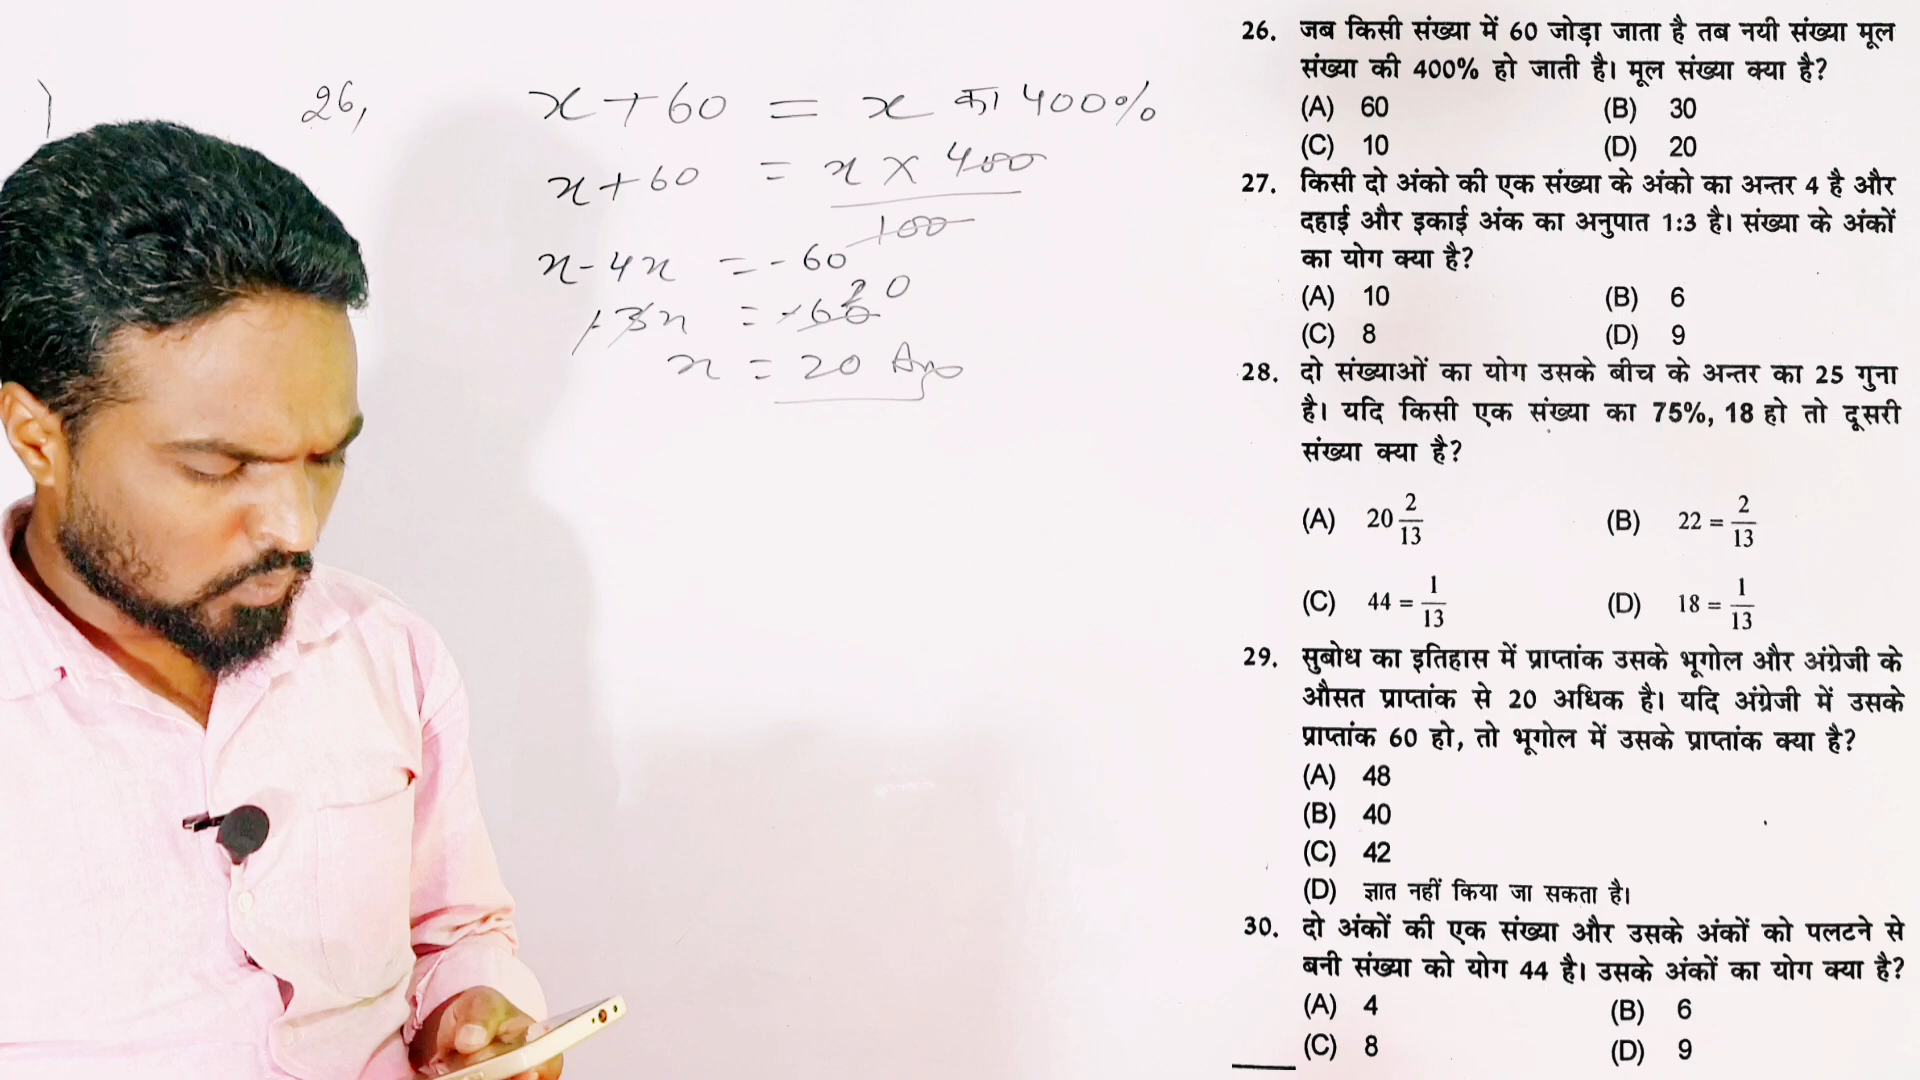 26,
x + 60 = x का 400%
x + 60 = x × 400
100
x - 4x = - 60
20
-3x = -60
x = 20 Ans
26. जब किसी संख्या में 60 जोड़ा जाता है तब नयी संख्या मूल
संख्या की 400% हो जाती है। मूल संख्या क्या है?
(A) 60 (B) 30
(C) 10 (D) 20
27. किसी दो अंको की एक संख्या के अंको का अन्तर 4 है और
दहाई और इकाई अंक का अनुपात 1:3 है। संख्या के अंकों
का योग क्या है?
(A) 10 (B) 6
(C) 8 (D) 9
28. दो संख्याओं का योग उसके बीच के अन्तर का 25 गुना
है। यदि किसी एक संख्या का 75%, 18 हो तो दूसरी
संख्या क्या है?
(A) 20 2/13 (B) 22 = 2/13
(C) 44 = 1/13 (D) 18 = 1/13
29. सुबोध का इतिहास में प्राप्तांक उसके भूगोल और अंग्रेजी के
औसत प्राप्तांक से 20 अधिक है। यदि अंग्रेजी में उसके
प्राप्तांक 60 हो, तो भूगोल में उसके प्राप्तांक क्या है?
(A) 48
(B) 40
(C) 42
(D) ज्ञात नहीं किया जा सकता है।
30. दो अंकों की एक संख्या और उसके अंकों को पलटने से
बनी संख्या को योग 44 है। उसके अंकों का योग क्या है?
(A) 4 (B) 6
(C) 8 (D) 9